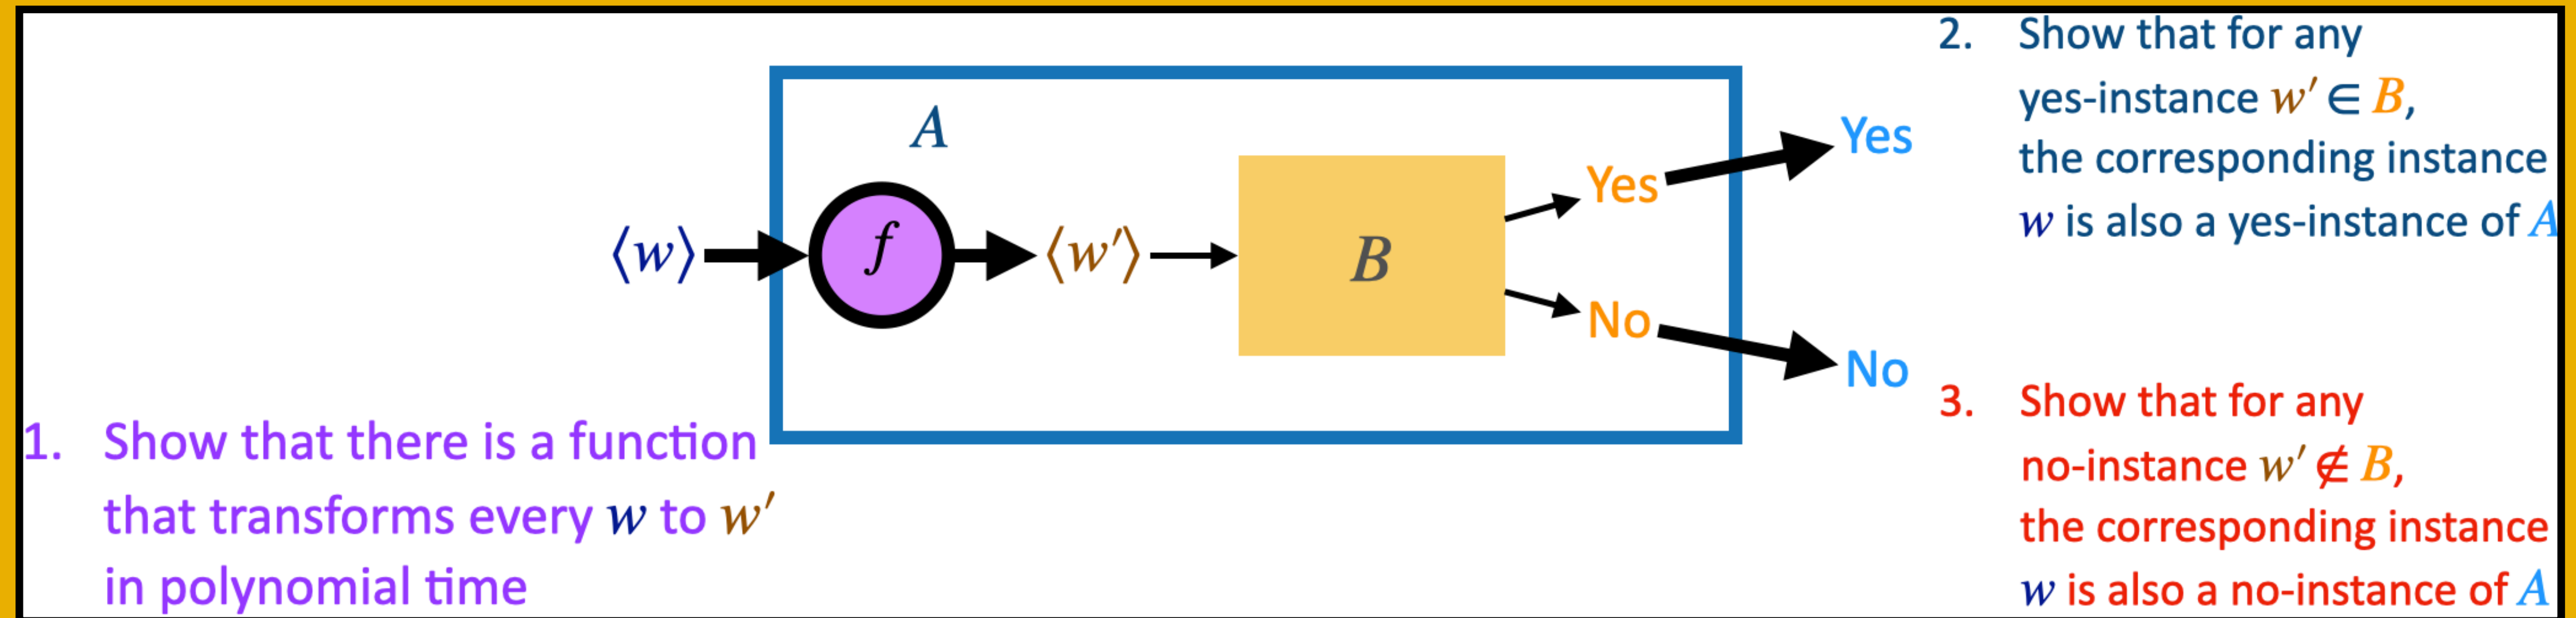 A
⟨w⟩
f
⟨w′⟩
B
Yes
No
Yes
No
1. Show that there is a function
that transforms every w to w′
in polynomial time
2. Show that for any
yes-instance w′ ∈ B,
the corresponding instance
w is also a yes-instance of A
3. Show that for any
no-instance w′ ∉ B,
the corresponding instance
w is also a no-instance of A